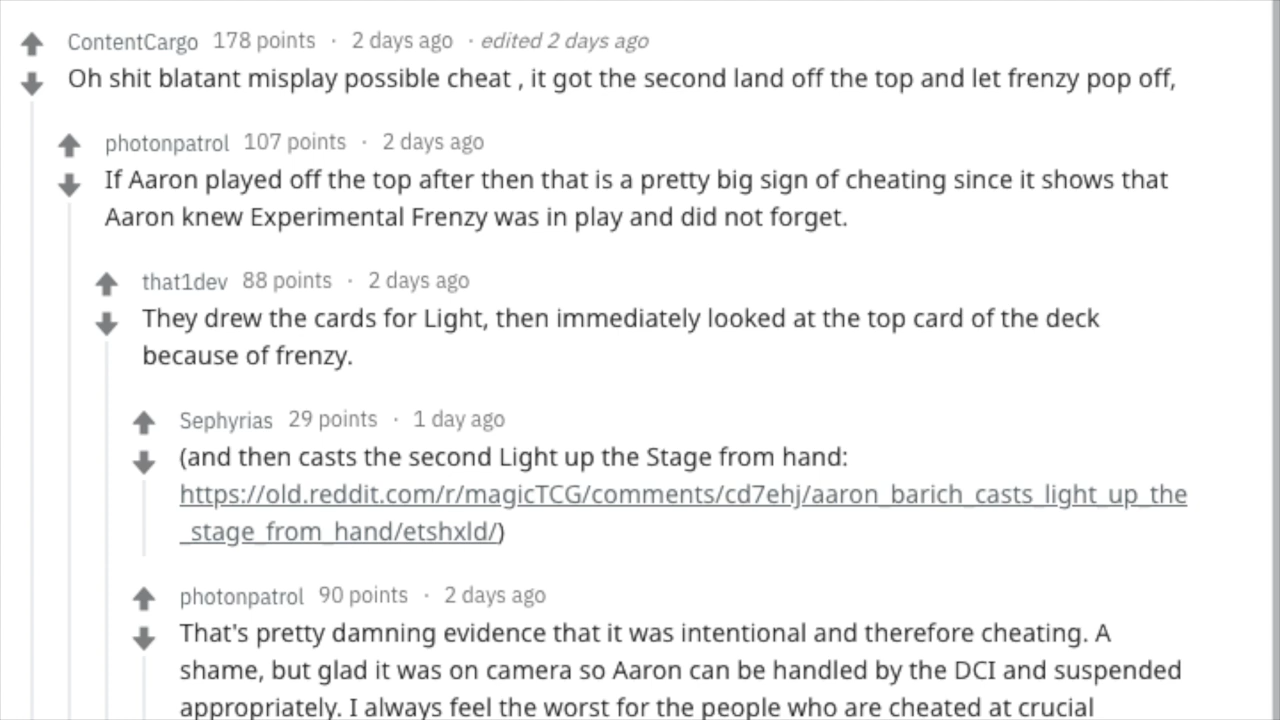 ContentCargo 178 points · 2 days ago · edited 2 days ago
Oh shit blatant misplay possible cheat , it got the second land off the top and let frenzy pop off,
photonpatrol 107 points · 2 days ago
If Aaron played off the top after then that is a pretty big sign of cheating since it shows that
Aaron knew Experimental Frenzy was in play and did not forget.
that1dev 88 points · 2 days ago
They drew the cards for Light, then immediately looked at the top card of the deck
because of frenzy.
Sephyrias 29 points · 1 day ago
(and then casts the second Light up the Stage from hand:
https://old.reddit.com/r/magicTCG/comments/cd7ehj/aaron_barich_casts_light_up_the
_stage_from_hand/etshxld/)
photonpatrol 90 points · 2 days ago
That's pretty damning evidence that it was intentional and therefore cheating. A
shame, but glad it was on camera so Aaron can be handled by the DCI and suspended
appropriately. I always feel the worst for the people who are cheated at crucial